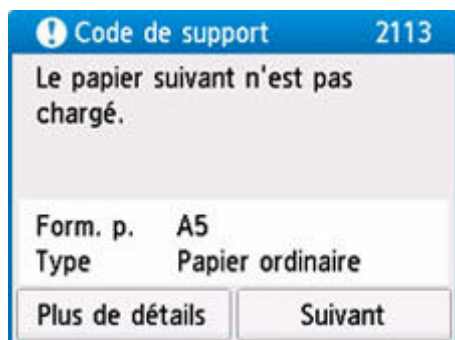 Code de support 2113
Le papier suivant n'est pas
chargé.
Form. p. A5
Type Papier ordinaire
Plus de détails Suivant